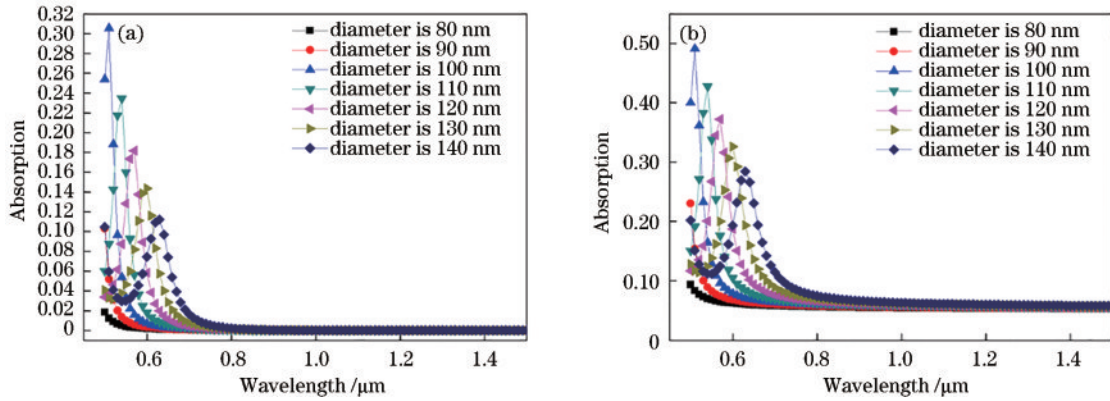 (a)
0.32
0.30
0.28
0.26
0.24
0.22
0.20
0.18
0.16
0.14
0.12
0.10
0.08
0.06
0.04
0.02
0
Absorption
diameter is 80 nm
diameter is 90 nm
diameter is 100 nm
diameter is 110 nm
diameter is 120 nm
diameter is 130 nm
diameter is 140 nm
0.6 0.8 1.0 1.2 1.4
Wavelength /μm
(b)
0.50
0.40
0.30
0.20
0.10
0
Absorption
diameter is 80 nm
diameter is 90 nm
diameter is 100 nm
diameter is 110 nm
diameter is 120 nm
diameter is 130 nm
diameter is 140 nm
0.6 0.8 1.0 1.2 1.4
Wavelength /μm